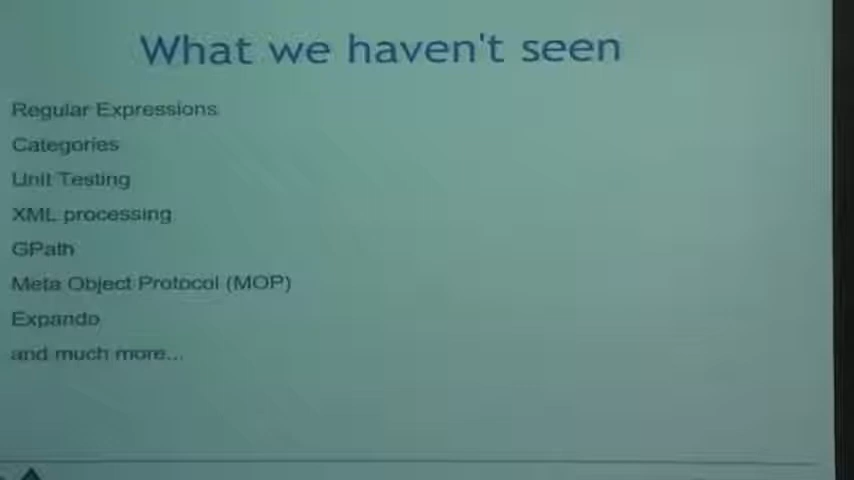 What we haven't seen
Regular Expressions
Categories
Unit Testing
XML processing
GPath
Meta Object Protocol (MOP)
Expando
and much more...